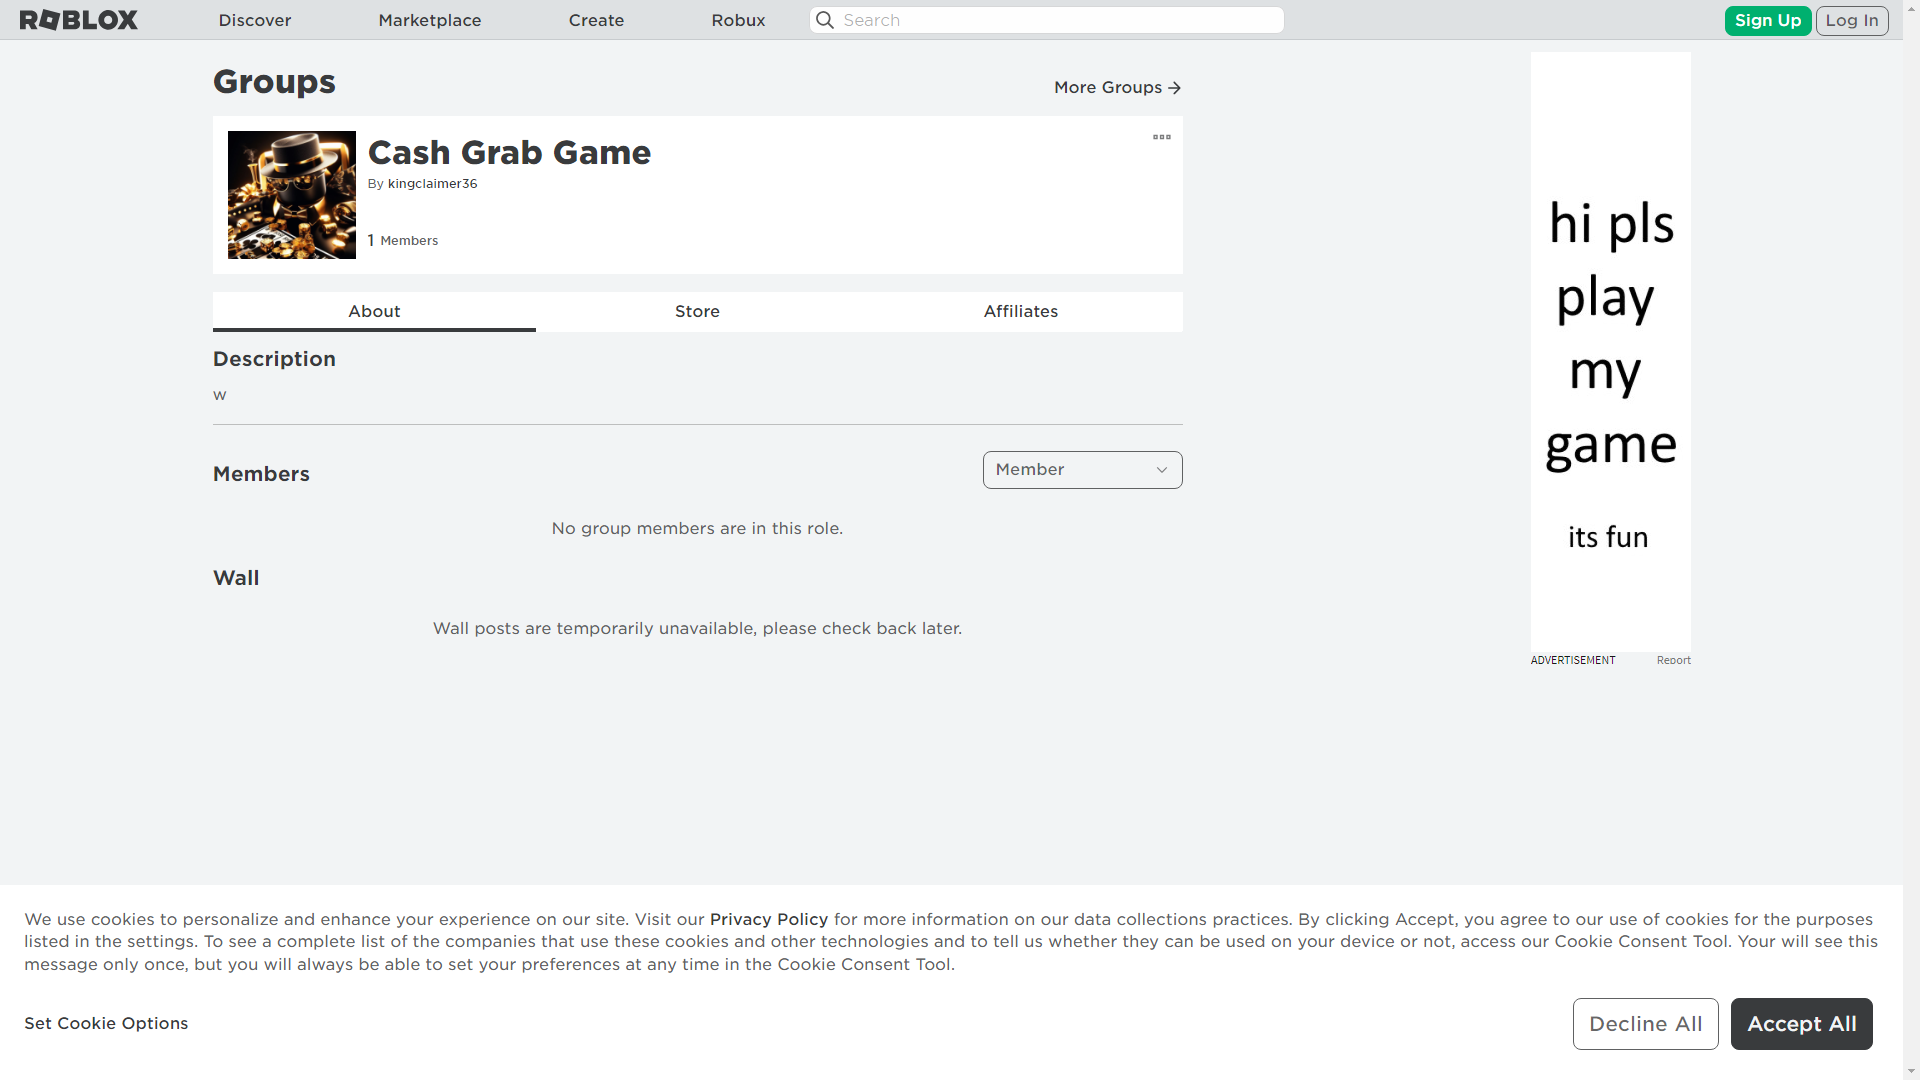 ROBLOX
Discover
Marketplace
Create
Robux
Search
Sign Up
Log In
Groups
More Groups
Cash Grab Game
By kingclaimer36
1 Members
About
Store
Affiliates
Description
w
Members
Member
No group members are in this role.
Wall
Wall posts are temporarily unavailable, please check back later.
hi pls
play
my
game
its fun
ADVERTISEMENT
Report
We use cookies to personalize and enhance your experience on our site. Visit our Privacy Policy for more information on our data collections practices. By clicking Accept, you agree to our use of cookies for the purposes
listed in the settings. To see a complete list of the companies that use these cookies and other technologies and to tell us whether they can be used on your device or not, access our Cookie Consent Tool. Your will see this
message only once, but you will always be able to set your preferences at any time in the Cookie Consent Tool.
Set Cookie Options
Decline All
Accept All